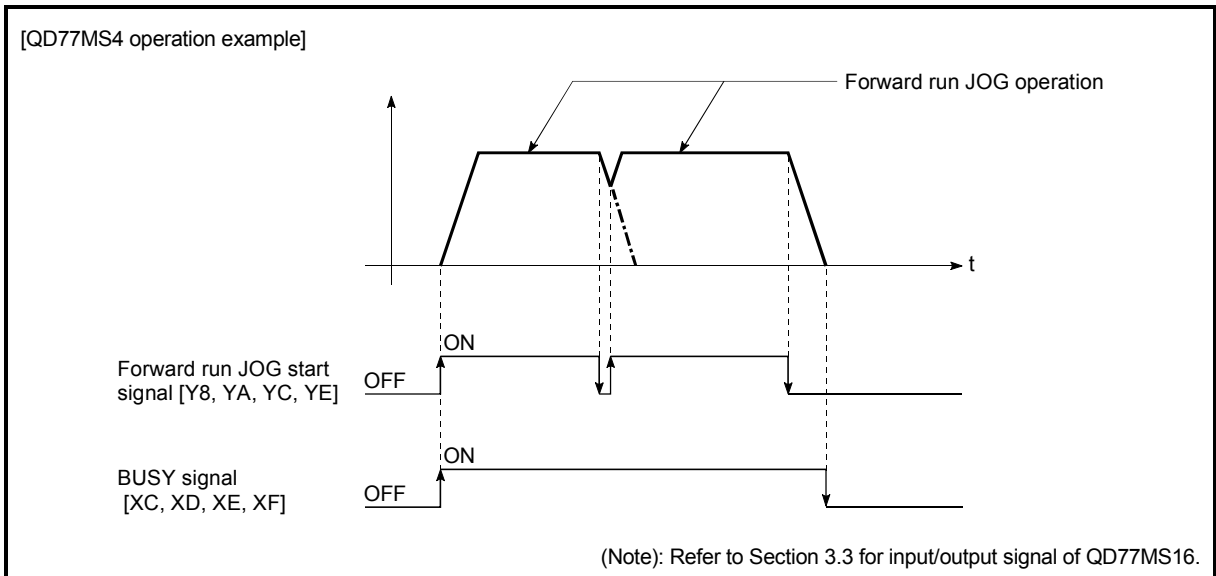 [QD77MS4 operation example]
Forward run JOG operation
t
ON
Forward run JOG start
signal [Y8, YA, YC, YE]
OFF
ON
BUSY signal
[XC, XD, XE, XF]
OFF
(Note): Refer to Section 3.3 for input/output signal of QD77MS16.